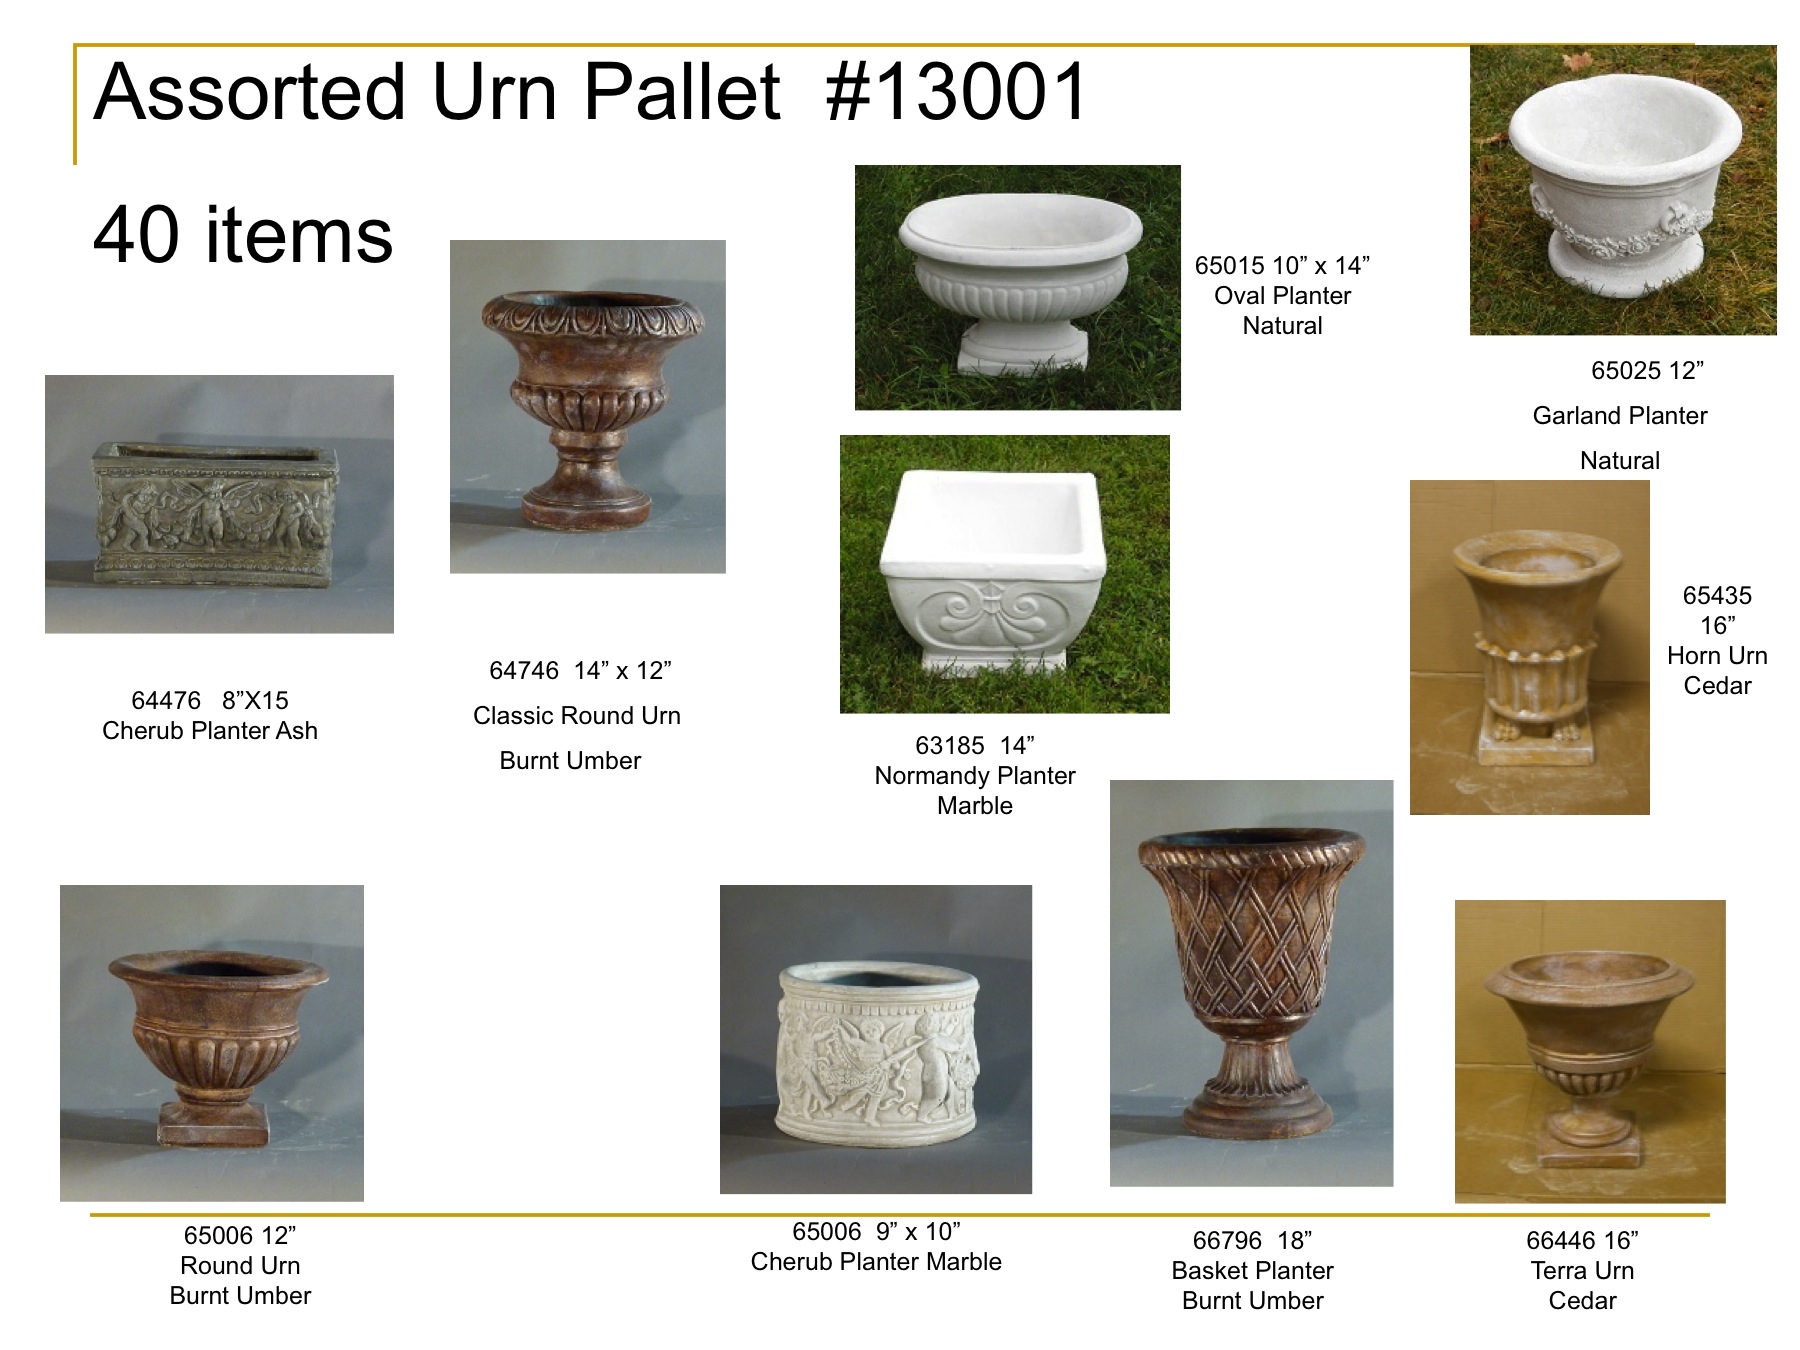 Assorted Urn Pallet  #13001
40 items
65015 10” x 14”
Oval Planter
Natural
65025 12”
Garland Planter
Natural
64476   8”X15
Cherub Planter Ash
64746  14” x 12”
Classic Round Urn
Burnt Umber
63185  14”
Normandy Planter
Marble
65435
16”
Horn Urn
Cedar
65006 12”
Round Urn
Burnt Umber
65006  9” x 10”
Cherub Planter Marble
66796  18”
Basket Planter
Burnt Umber
66446 16”
Terra Urn
Cedar